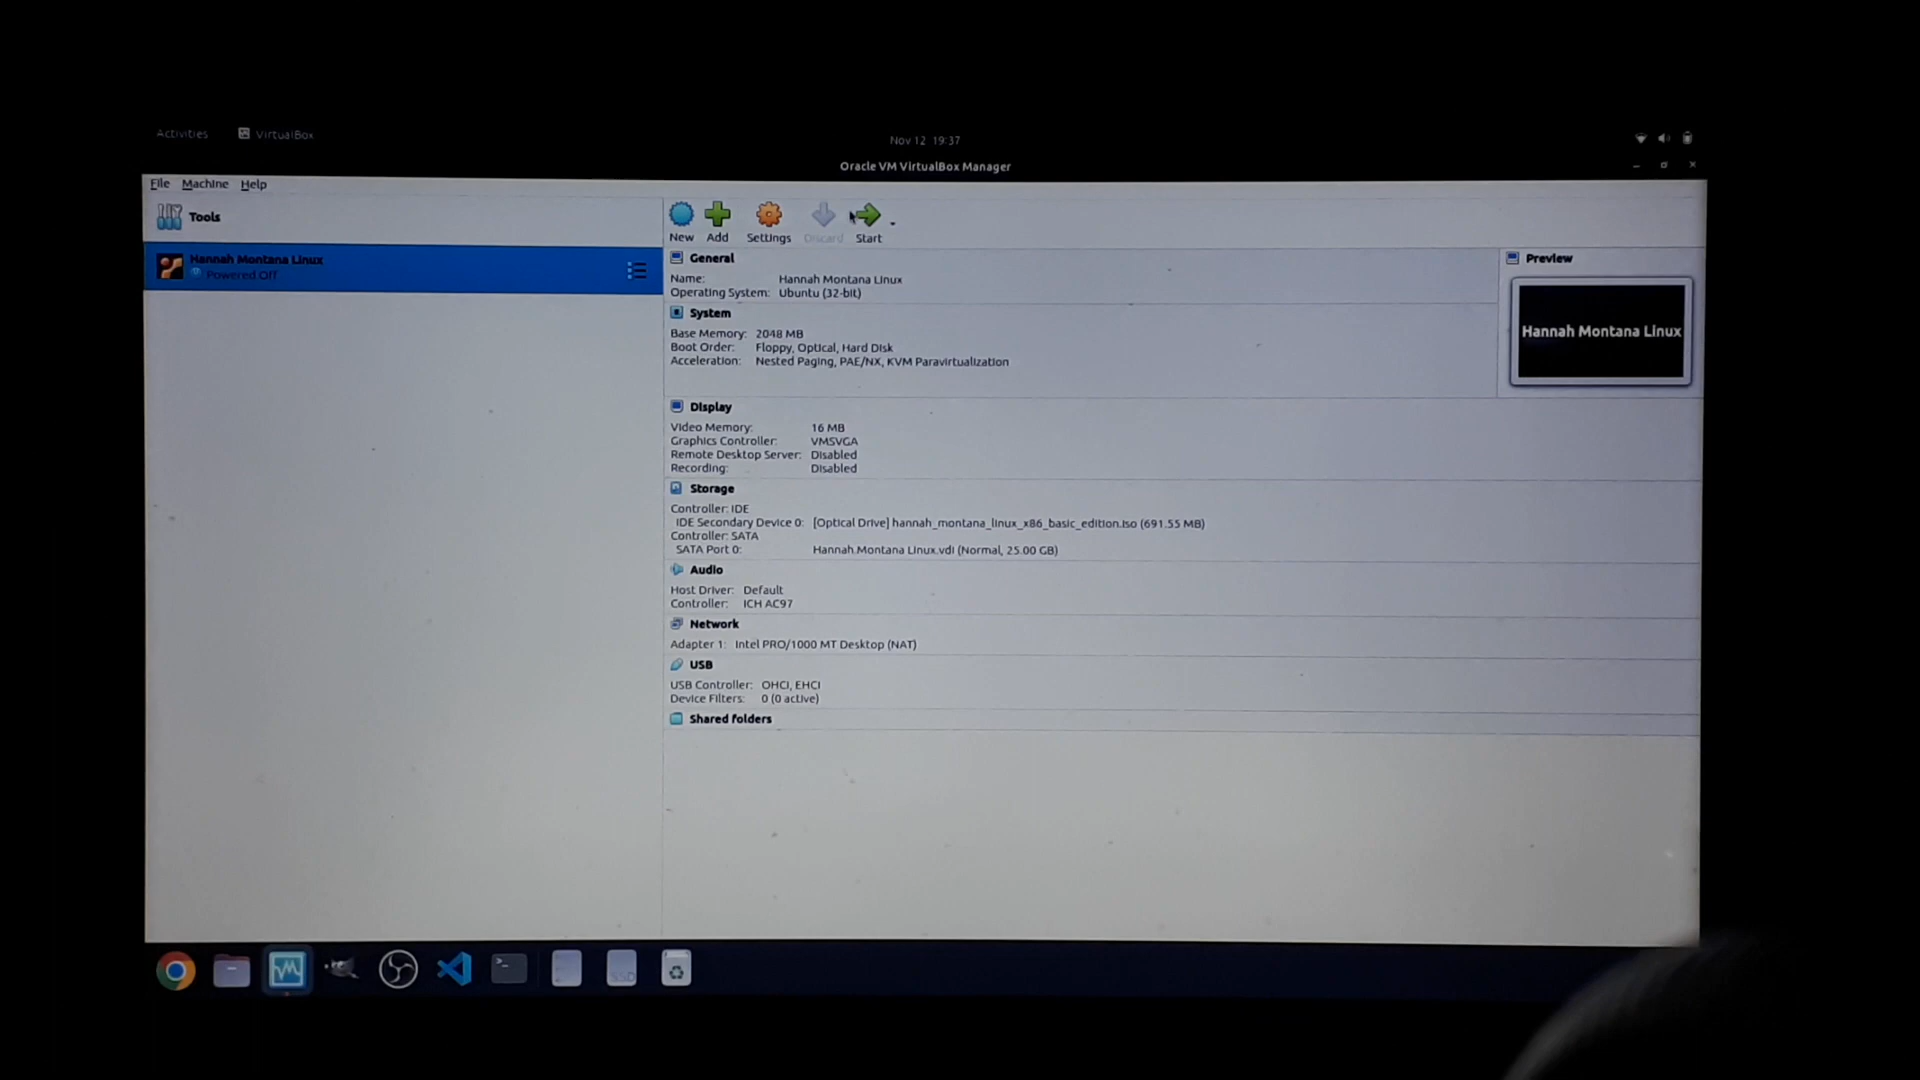 Activities VirtualBox
Nov 12 19:37
Oracle VM VirtualBox Manager
File Machine Help
Tools
New Add Settings Discard Start
Hannah Montana Linux
Powered Off
General
Name: Hannah Montana Linux
Operating System: Ubuntu (32-bit)
Preview
Hannah Montana Linux
System
Base Memory: 2048 MB
Boot Order: Floppy, Optical, Hard Disk
Acceleration: Nested Paging, PAE/NX, KVM Paravirtualization
Display
Video Memory: 16 MB
Graphics Controller: VMSVGA
Remote Desktop Server: Disabled
Recording: Disabled
Storage
Controller: IDE
IDE Secondary Device 0: [Optical Drive] hannah_montana_linux_x86_basic_edition.iso (691.55 MB)
Controller: SATA
SATA Port 0: Hannah Montana Linux.vdi (Normal, 25.00 GB)
Audio
Host Driver: Default
Controller: ICH AC97
Network
Adapter 1: Intel PRO/1000 MT Desktop (NAT)
USB
USB Controller: OHCI, EHCI
Device Filters: 0 (0 active)
Shared folders
SSD